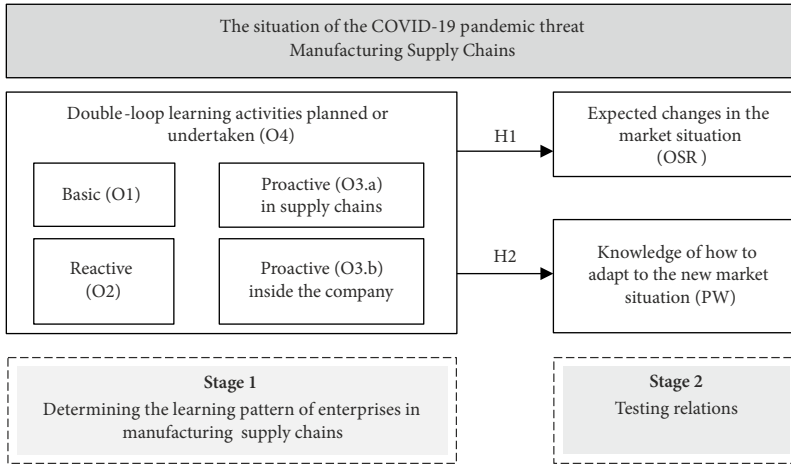 The situation of the COVID-19 pandemic threat
Manufacturing Supply Chains
Double-loop learning activities planned or
undertaken (O4)
Basic (O1)
Proactive (O3.a)
in supply chains
Reactive
(O2)
Proactive (O3.b)
inside the company
H1
H2
Expected changes in the
market situation
(OSR )
Knowledge of how to
adapt to the new market
situation (PW)
Stage 1
Determining the learning pattern of enterprises in
manufacturing supply chains
Stage 2
Testing relations